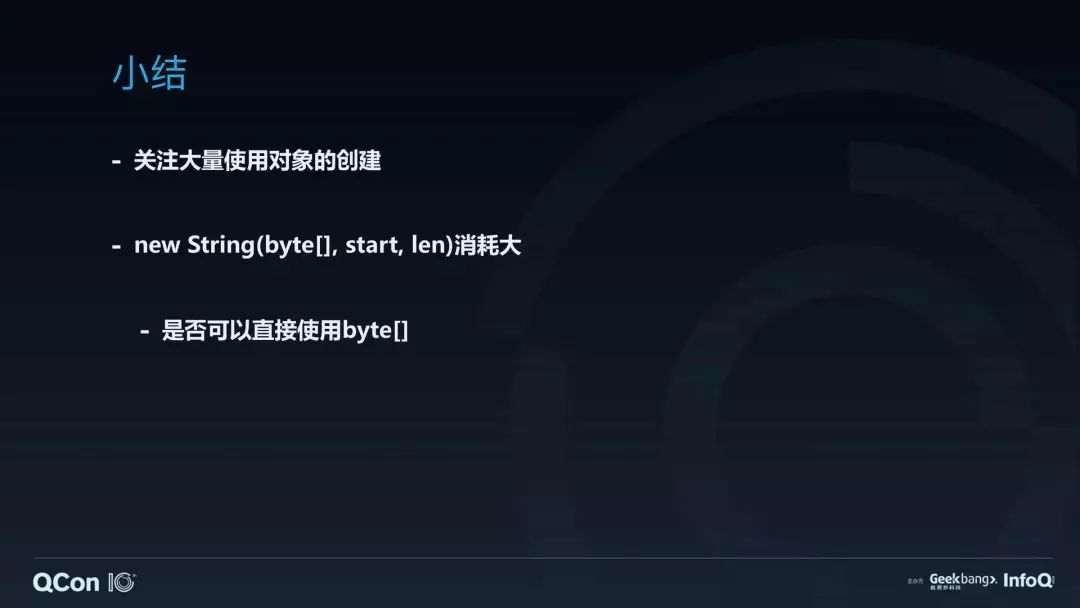 小结
- 关注大量使用对象的创建
- new String(byte[], start, len)消耗大
- 是否可以直接使用byte[]
QCon 10
主办方 Geekbang>. InfoQ
极客邦科技